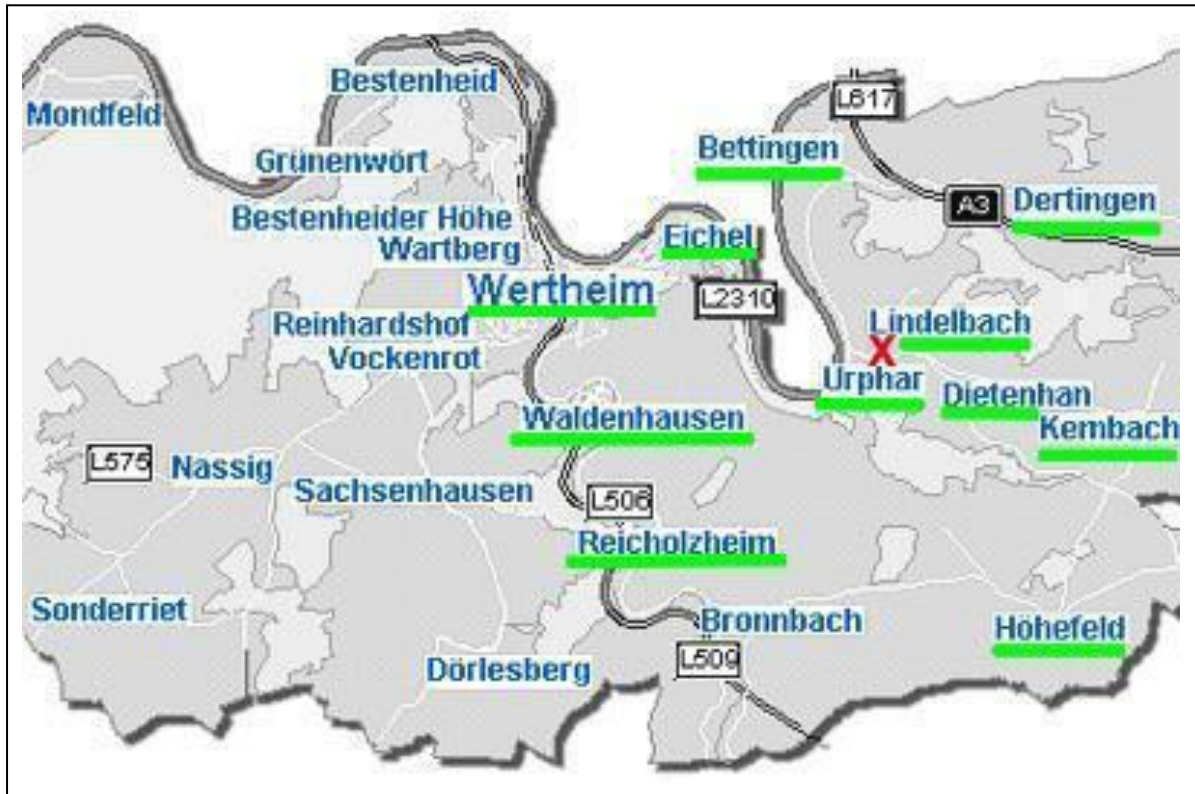 L617
Bestenheid
Mondfeld
Bettingen
Grünenwört
A3
Dertingen
Bestenheider Höhe
Eichel
Wartberg
Wertheim
L2310
Reinhardshof
Lindelbach
X
Vockenrot
Urphar
Dietenhan
Waldenhausen
Kembach
L575
Nassig
Sachsenhausen
L506
Reicholzheim
Sonderriet
Bronnbach
Höhefeld
Dörlesberg
L509